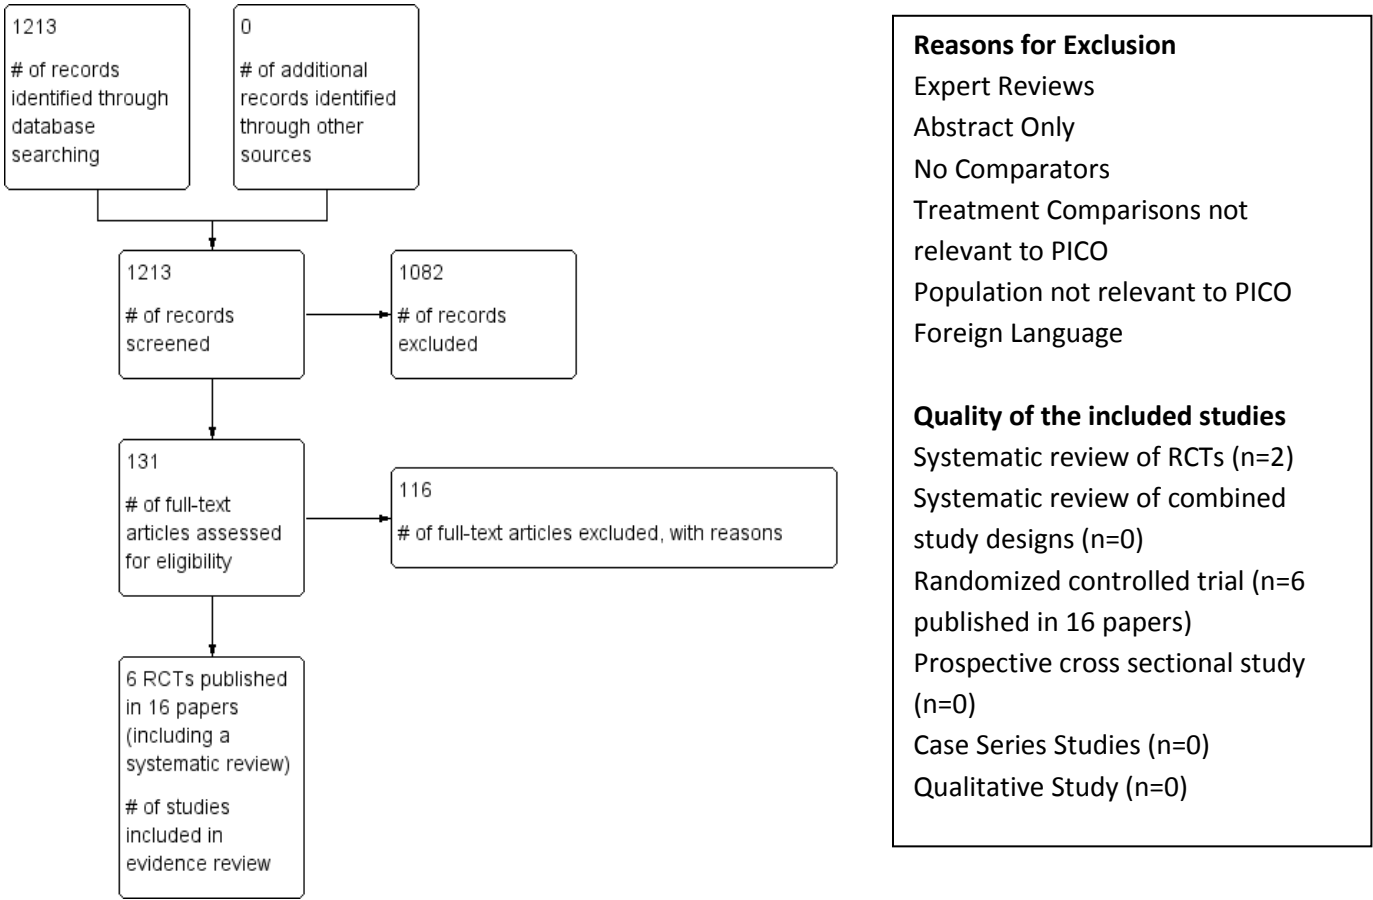 1213
# of records
identified through
database
searching
0
# of additional
records identified
through other
sources
1213
# of records
screened
1082
# of records
excluded
131
# of full-text
articles assessed
for eligibility
116
# of full-text articles excluded, with reasons
6 RCTs published
in 16 papers
(including a
systematic review)
# of studies
included in
evidence review
Reasons for Exclusion
Expert Reviews
Abstract Only
No Comparators
Treatment Comparisons not
relevant to PICO
Population not relevant to PICO
Foreign Language
Quality of the included studies
Systematic review of RCTs (n=2)
Systematic review of combined
study designs (n=0)
Randomized controlled trial (n=6
published in 16 papers)
Prospective cross sectional study
(n=0)
Case Series Studies (n=0)
Qualitative Study (n=0)